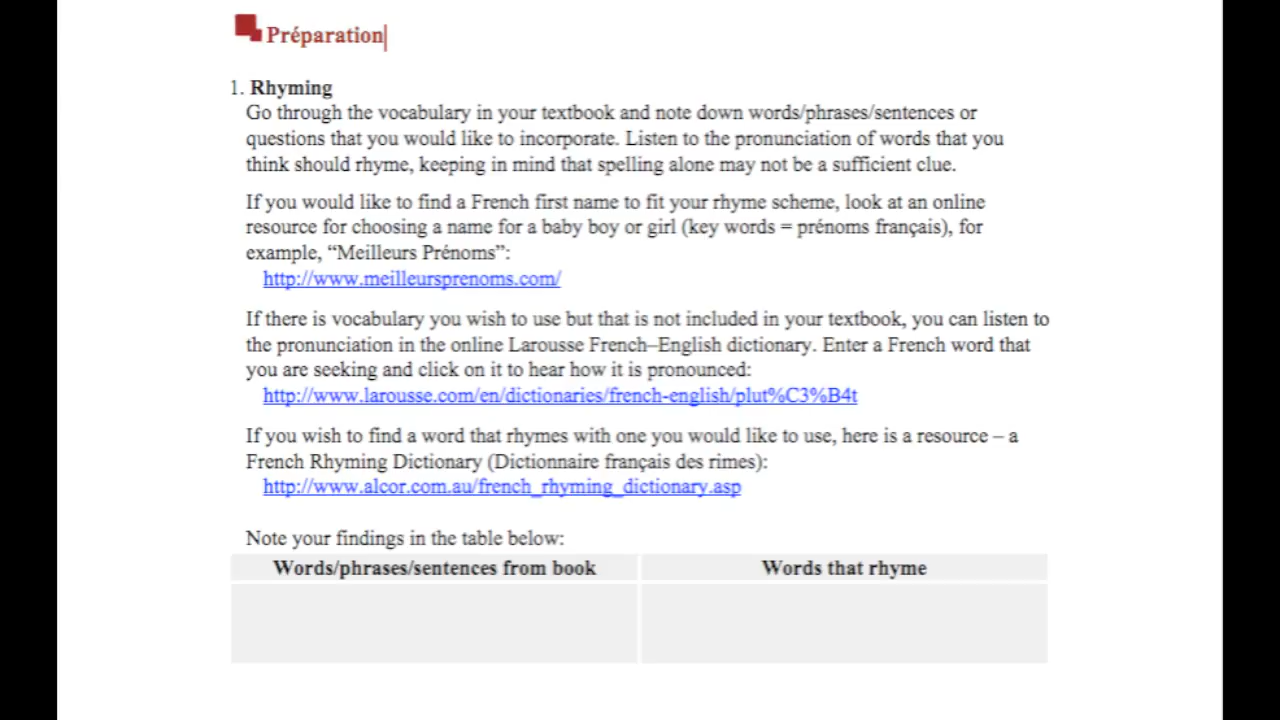 Préparation
1. Rhyming
Go through the vocabulary in your textbook and note down words/phrases/sentences or
questions that you would like to incorporate. Listen to the pronunciation of words that you
think should rhyme, keeping in mind that spelling alone may not be a sufficient clue.
If you would like to find a French first name to fit your rhyme scheme, look at an online
resource for choosing a name for a baby boy or girl (key words = prénoms français), for
example, “Meilleurs Prénoms”:
http://www.meilleursprenoms.com/
If there is vocabulary you wish to use but that is not included in your textbook, you can listen to
the pronunciation in the online Larousse French–English dictionary. Enter a French word that
you are seeking and click on it to hear how it is pronounced:
http://www.larousse.com/en/dictionaries/french-english/plut%C3%B4t
If you wish to find a word that rhymes with one you would like to use, here is a resource – a
French Rhyming Dictionary (Dictionnaire français des rimes):
http://www.alcor.com.au/french_rhyming_dictionary.asp
Note your findings in the table below:
Words/phrases/sentences from book
Words that rhyme